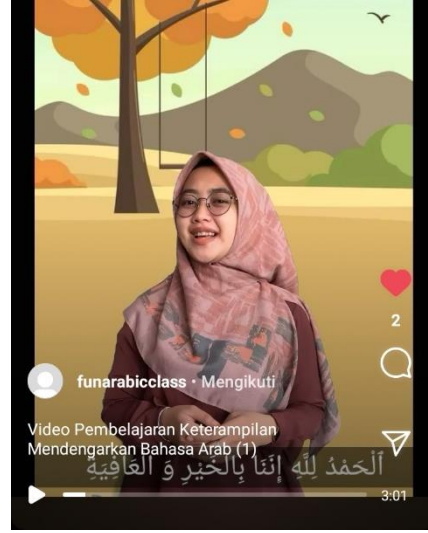 2
funarabicclass • Mengikuti
Video Pembelajaran Keterampilan
Mendengarkan Bahasa Arab (1)
اَلْحَمْدُ لِلَّهِ إِنَنَا بِالْخَيْرِ وَ الْعَافِيَةِ
3:01